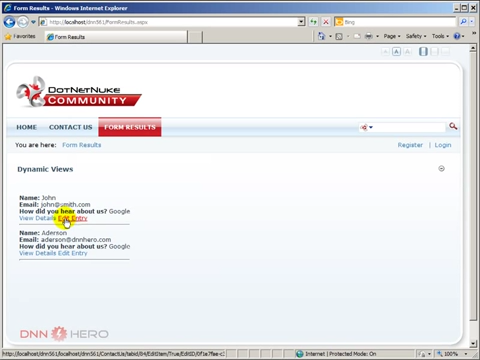 Form Results - Windows Internet Explorer
http://localhost/dnn561/FormResults.aspx
Bing
Favorites
Form Results
Page
Safety
Tools
DOTNETNUKE
COMMUNITY
HOME
CONTACT US
FORM RESULTS
You are here:
Form Results
Register | Login
Dynamic Views
Name: John
Email: john@smith.com
How did you hear about us? Google
View Details Edit Entry
Name: Aderson
Email: aderson@dnnhero.com
How did you hear about us? Google
View Details Edit Entry
DNN HERO
Internet | Protected Mode: Off
100%